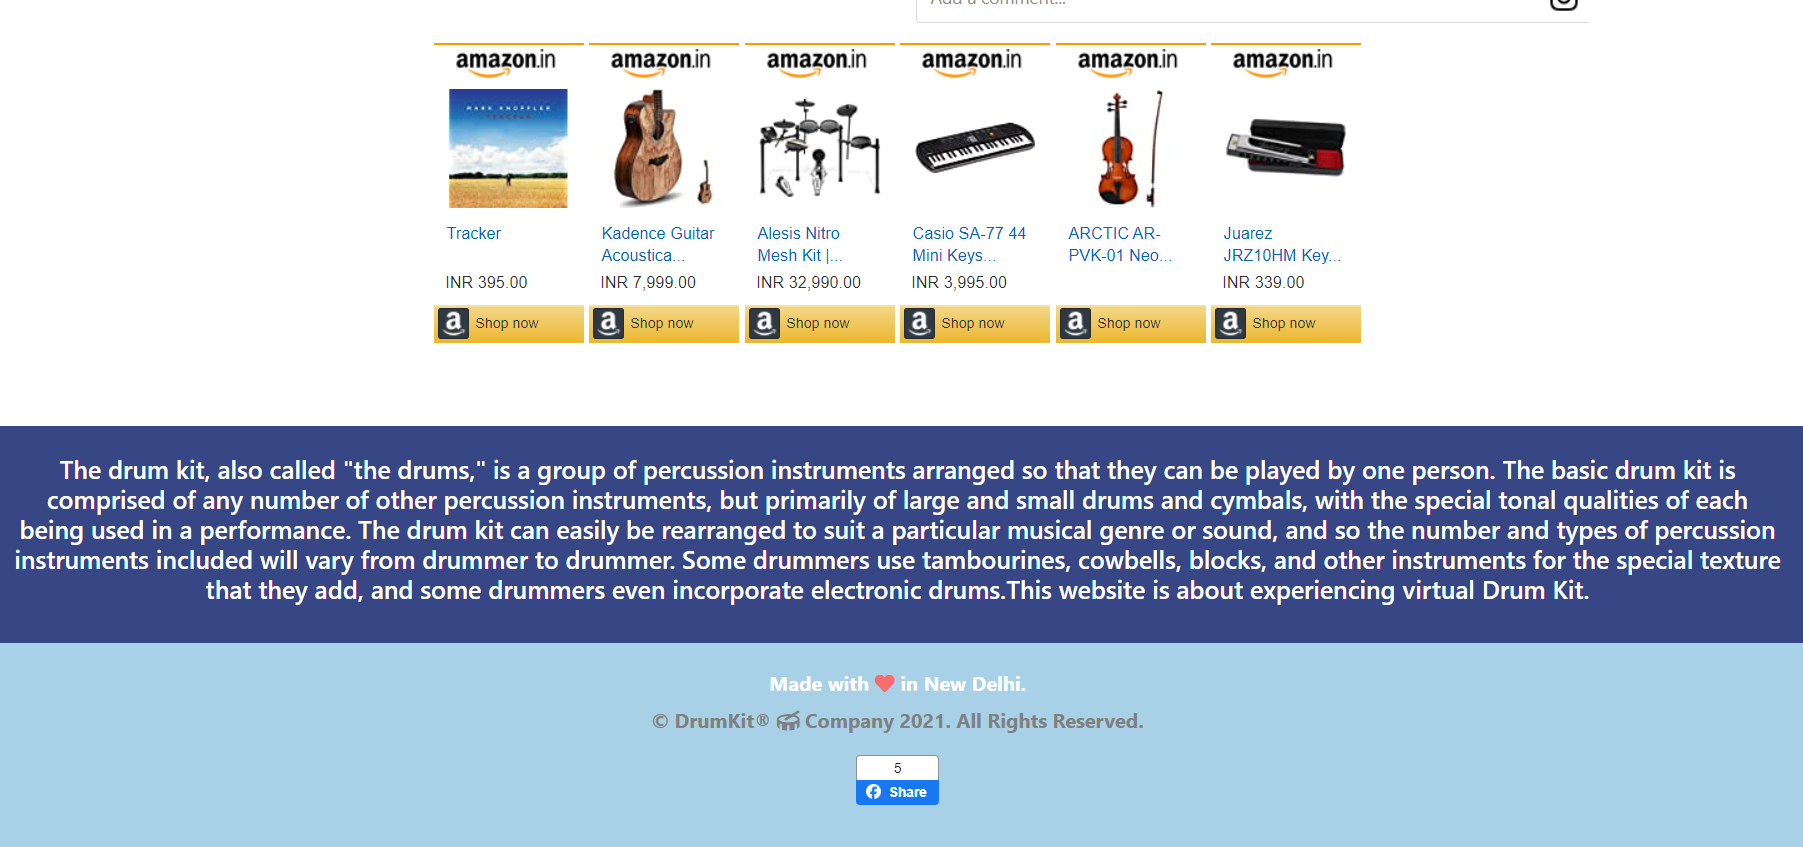 Add a comment...
amazon.in amazon.in amazon.in amazon.in amazon.in amazon.in
MARK KNOPFLER
TRACKER
Tracker
INR 395.00
Shop now
Kadence Guitar
Acoustica...
INR 7,999.00
Shop now
Alesis Nitro
Mesh Kit |...
INR 32,990.00
Shop now
Casio SA-77 44
Mini Keys...
INR 3,995.00
Shop now
ARCTIC AR-
PVK-01 Neo...
Shop now
Juarez
JRZ10HM Key...
INR 339.00
Shop now
The drum kit, also called "the drums," is a group of percussion instruments arranged so that they can be played by one person. The basic drum kit is
comprised of any number of other percussion instruments, but primarily of large and small drums and cymbals, with the special tonal qualities of each
being used in a performance. The drum kit can easily be rearranged to suit a particular musical genre or sound, and so the number and types of percussion
instruments included will vary from drummer to drummer. Some drummers use tambourines, cowbells, blocks, and other instruments for the special texture
that they add, and some drummers even incorporate electronic drums.This website is about experiencing virtual Drum Kit.
Made with ❤ in New Delhi.
© DrumKit® 🥁 Company 2021. All Rights Reserved.
5
Share